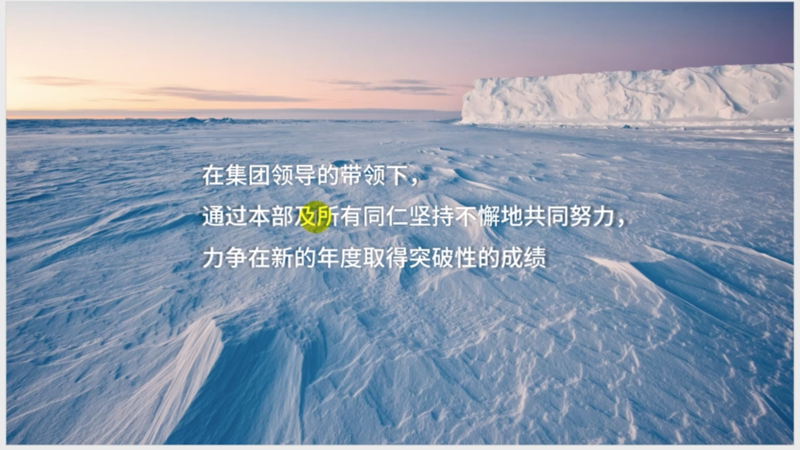 在集团领导的带领下，
通过本部及所有同仁坚持不懈地共同努力，
力争在新的年度取得突破性的成绩